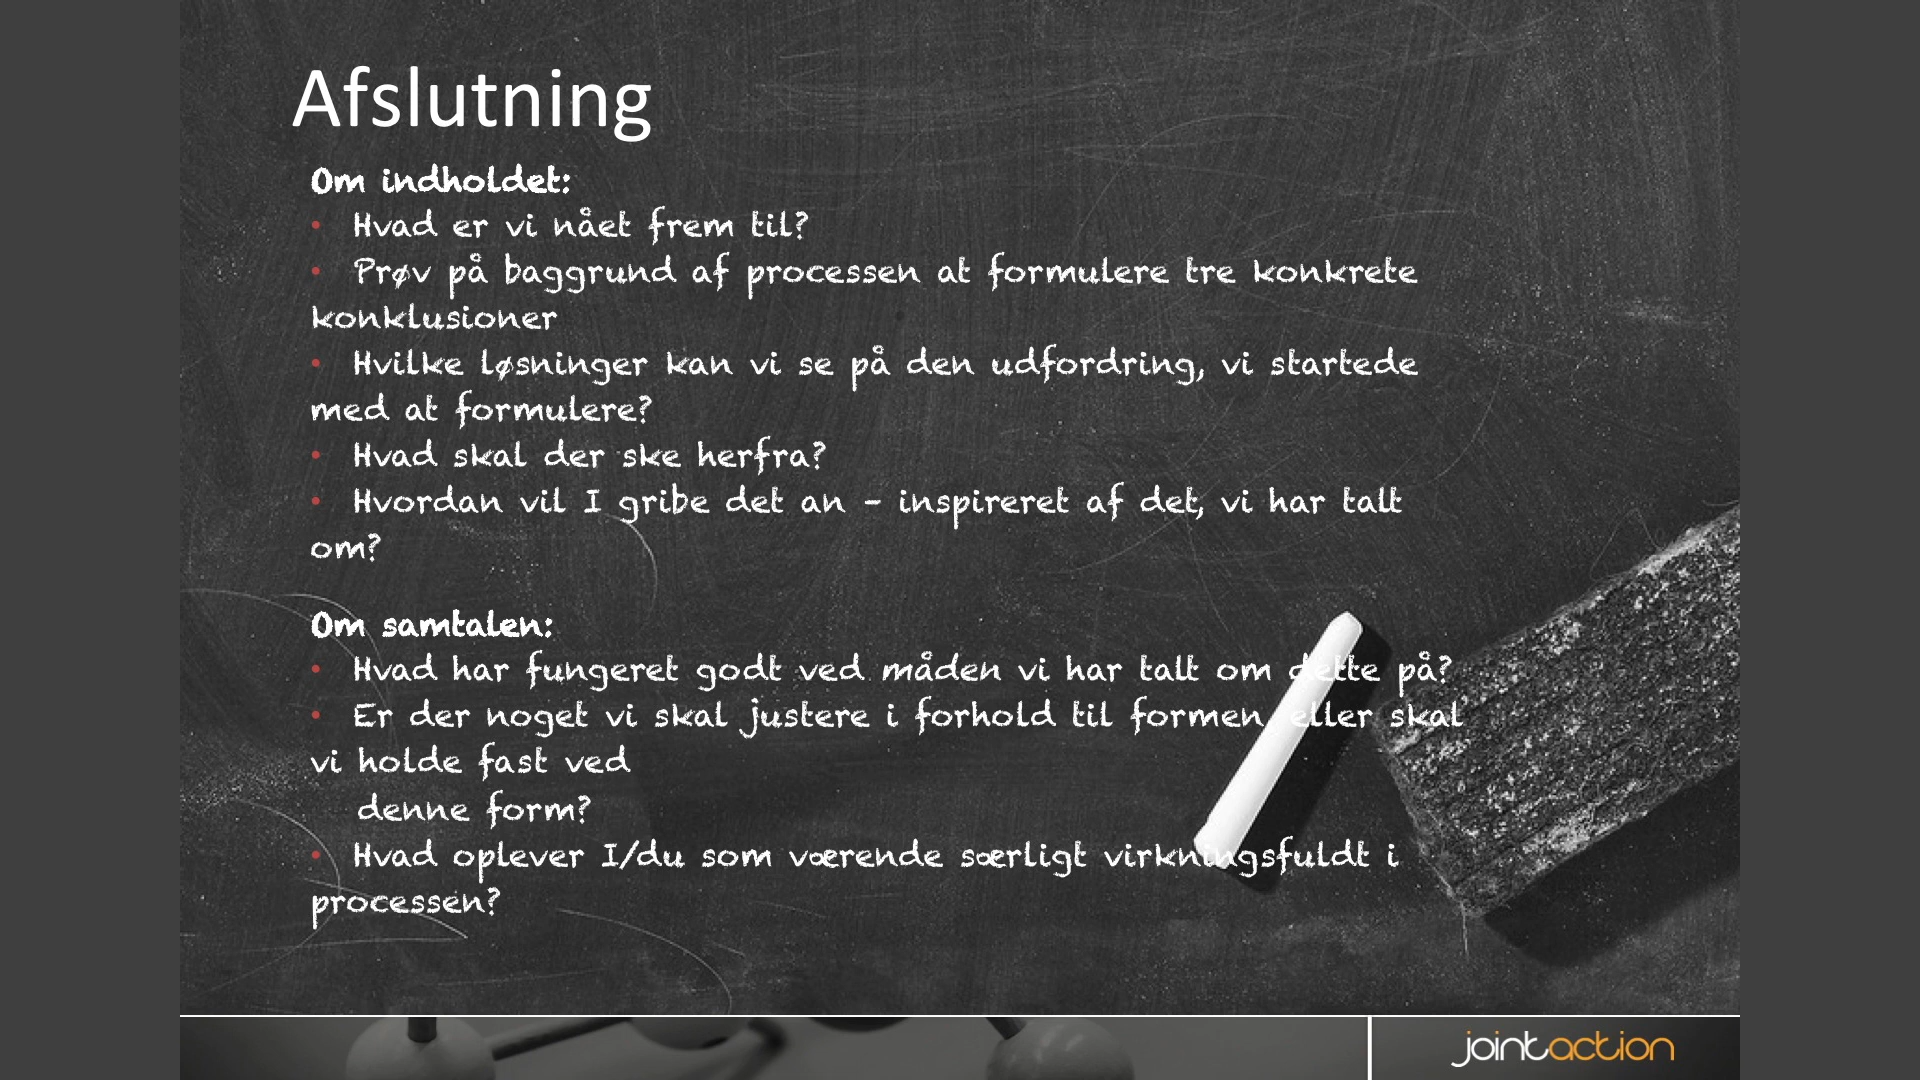 Afslutning
Om indholdet:
• Hvad er vi nået frem til?
• Prøv på baggrund af processen at formulere tre konkrete
konklusioner
• Hvilke løsninger kan vi se på den udfordring, vi startede
med at formulere?
• Hvad skal der ske herfra?
• Hvordan vil I gribe det an – inspireret af det, vi har talt
om?
Om samtalen:
• Hvad har fungeret godt ved måden vi har talt om dette på?
• Er der noget vi skal justere i forhold til formen, eller skal
vi holde fast ved
denne form?
• Hvad oplever I/du som værende særligt virkningsfuldt i
processen?
jointaction